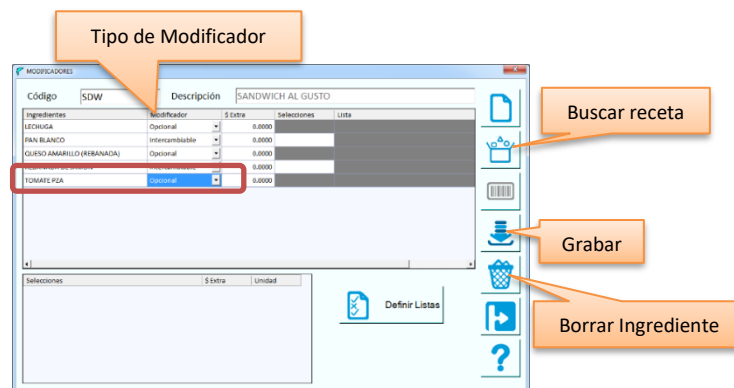 Tipo de Modificador
MODIFICADORES
Código SDW Descripción SANDWICH AL GUSTO
Ingredientes Modificador $ Extra Selecciones Lista
LECHUGA Opcional 0.0000
PAN BLANCO Intercambiable 0.0000
QUESO AMARILLO (REBANADA) Opcional 0.0000
0.0000
TOMATE PZA Opcional 0.0000
Buscar receta
Grabar
Borrar Ingrediente
Selecciones $ Extra Unidad
Definir Listas
?